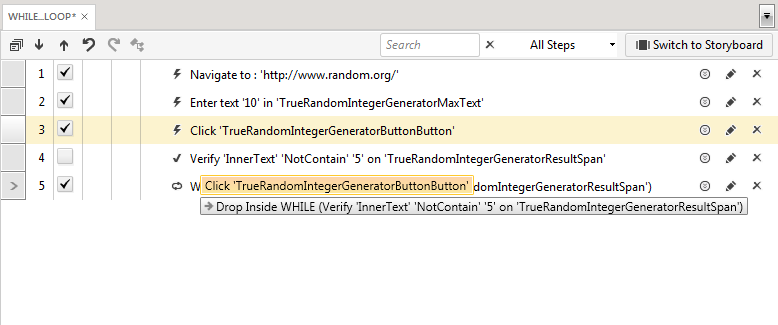 WHILE...LOOP* ×
Search
All Steps
Switch to Storyboard
1 Navigate to : 'http://www.random.org/'
2 Enter text '10' in 'TrueRandomIntegerGeneratorMaxText'
3 Click 'TrueRandomIntegerGeneratorButtonButton'
4 Verify 'InnerText' 'NotContain' '5' on 'TrueRandomIntegerGeneratorResultSpan'
5 W Click 'TrueRandomIntegerGeneratorButtonButton' domIntegerGeneratorResultSpan')
Drop Inside WHILE (Verify 'InnerText' 'NotContain' '5' on 'TrueRandomIntegerGeneratorResultSpan')